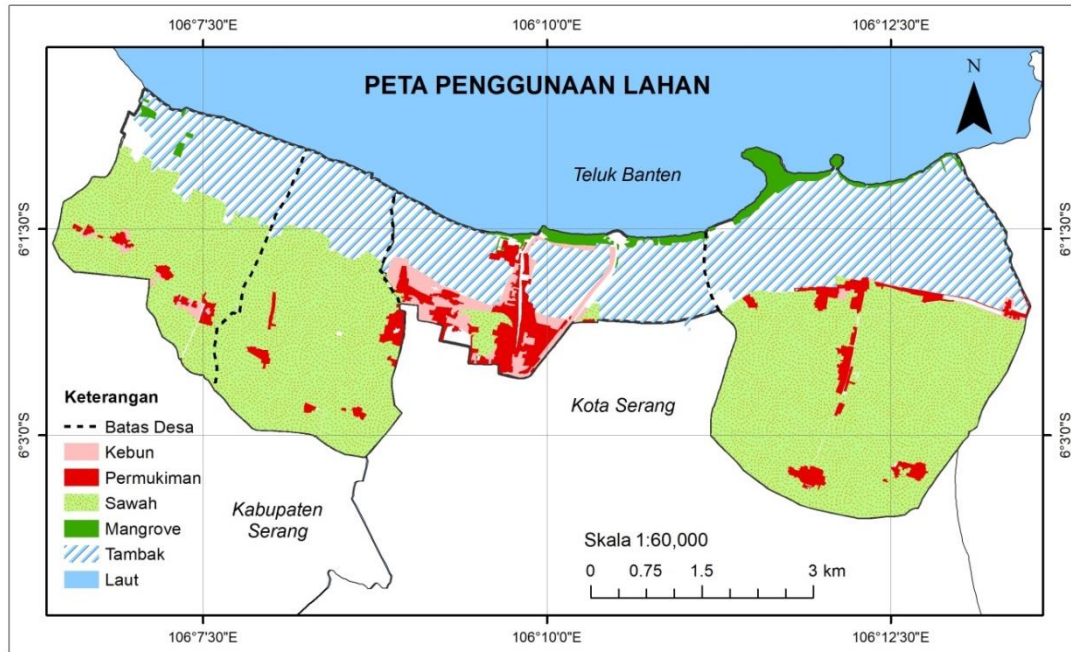 106°7'30"E 106°10'0"E 106°12'30"E
PETA PENGGUNAAN LAHAN
N
Teluk Banten
6°1'30"S 6°1'30"S
Keterangan
Batas Desa
Kebun
Permukiman
Sawah
Mangrove
Tambak
Laut
Kota Serang
6°3'0"S 6°3'0"S
Kabupaten
Serang
Skala 1:60,000
0 0.75 1.5 3 km
106°7'30"E 106°10'0"E 106°12'30"E